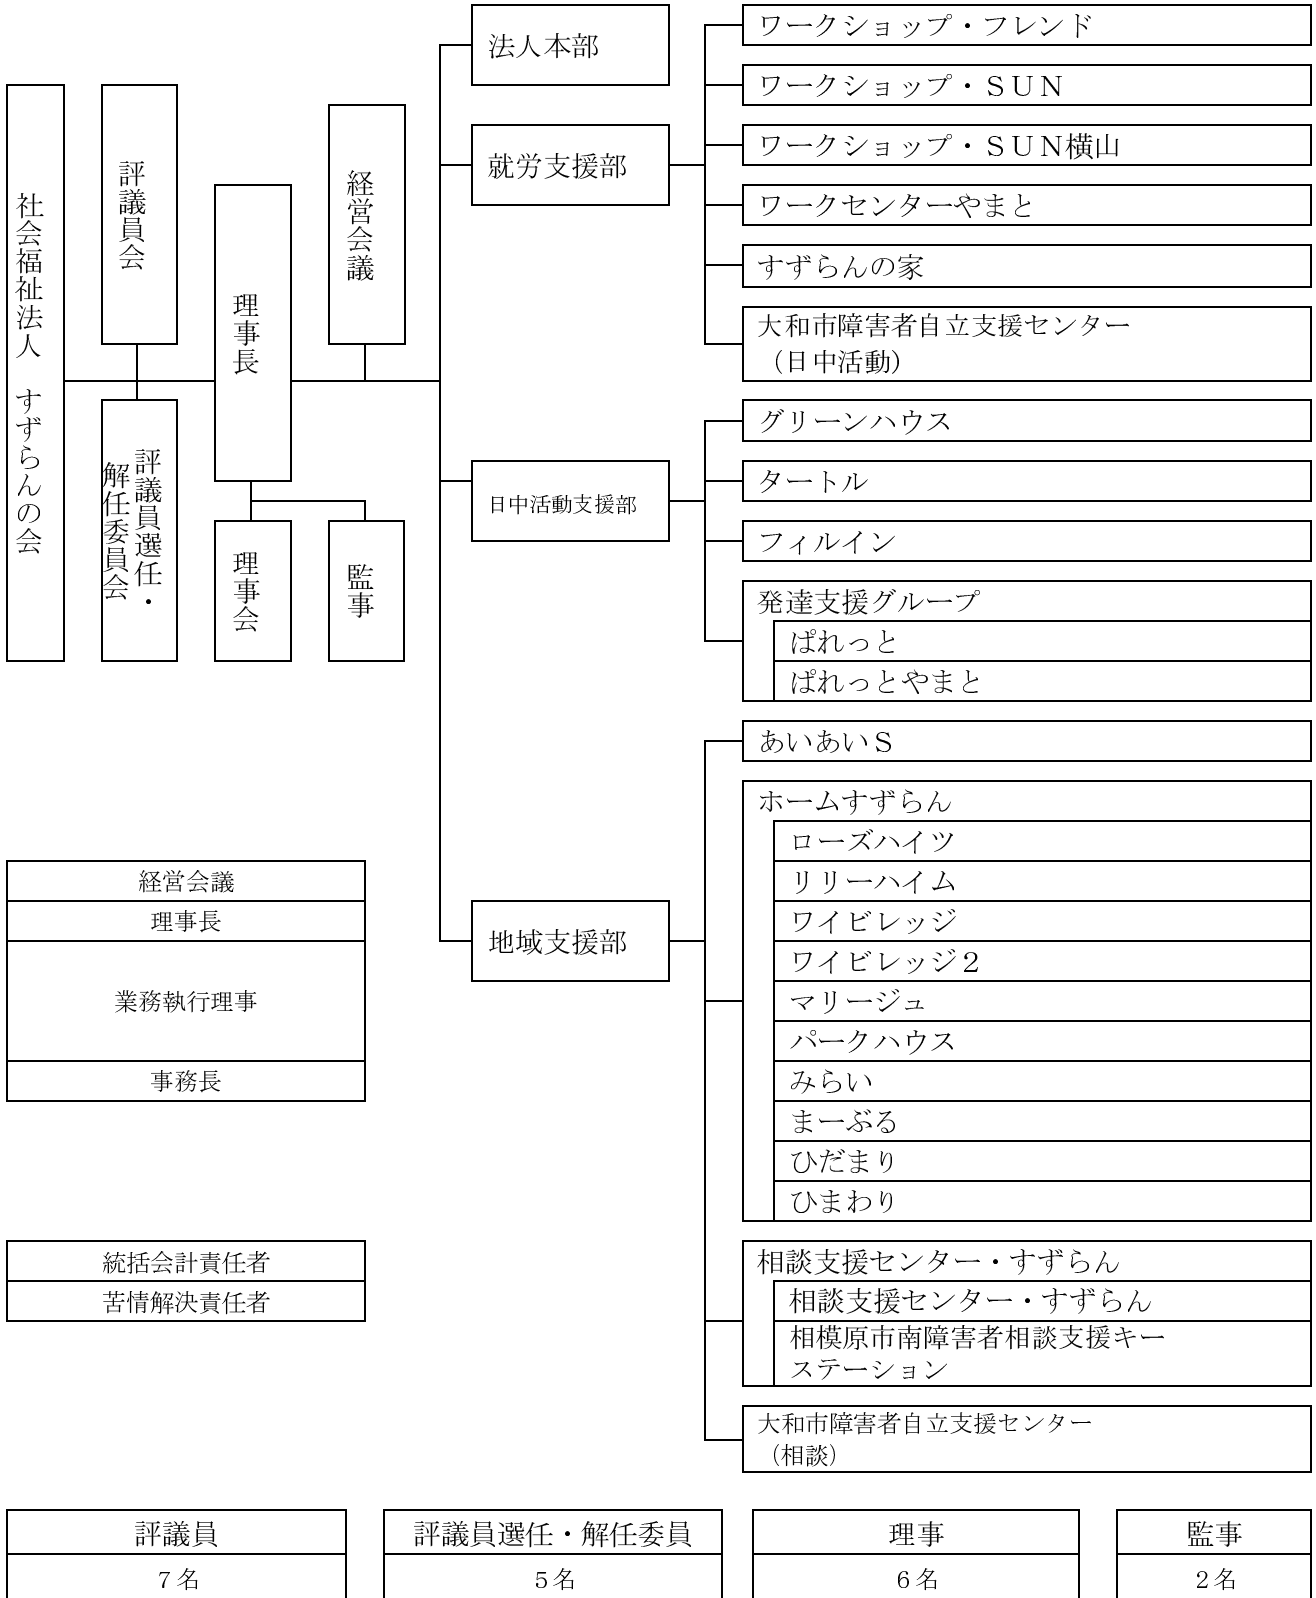 社会福祉法人　すずらんの会
評議員会
評議員選任・
解任委員会
理事長
理事会
経営会議
監事
法人本部
就労支援部
ワークショップ・フレンド
ワークショップ・ＳＵＮ
ワークショップ・ＳＵＮ横山
ワークセンターやまと
すずらんの家
大和市障害者自立支援センター
（日中活動）
日中活動支援部
グリーンハウス
タートル
フィルイン
発達支援グループ
ぱれっと
ぱれっとやまと
地域支援部
あいあいＳ
ホームすずらん
ローズハイツ
リリーハイム
ワイビレッジ
ワイビレッジ２
マリージュ
パークハウス
みらい
まーぶる
ひだまり
ひまわり
相談支援センター・すずらん
相談支援センター・すずらん
相模原市南障害者相談支援キー
ステーション
大和市障害者自立支援センター
（相談）
経営会議
理事長
業務執行理事
事務長
統括会計責任者
苦情解決責任者
評議員
７名
評議員選任・解任委員
５名
理事
６名
監事
２名